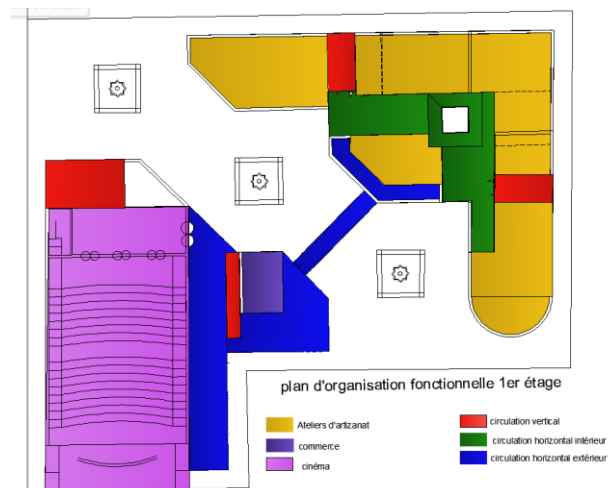 plan d'organisation fonctionnelle 1er étage
Ateliers d'artizanat
commerce
cinéma
circulation vertical
circulation horizontal intérieur
circulation horizontal extérieur